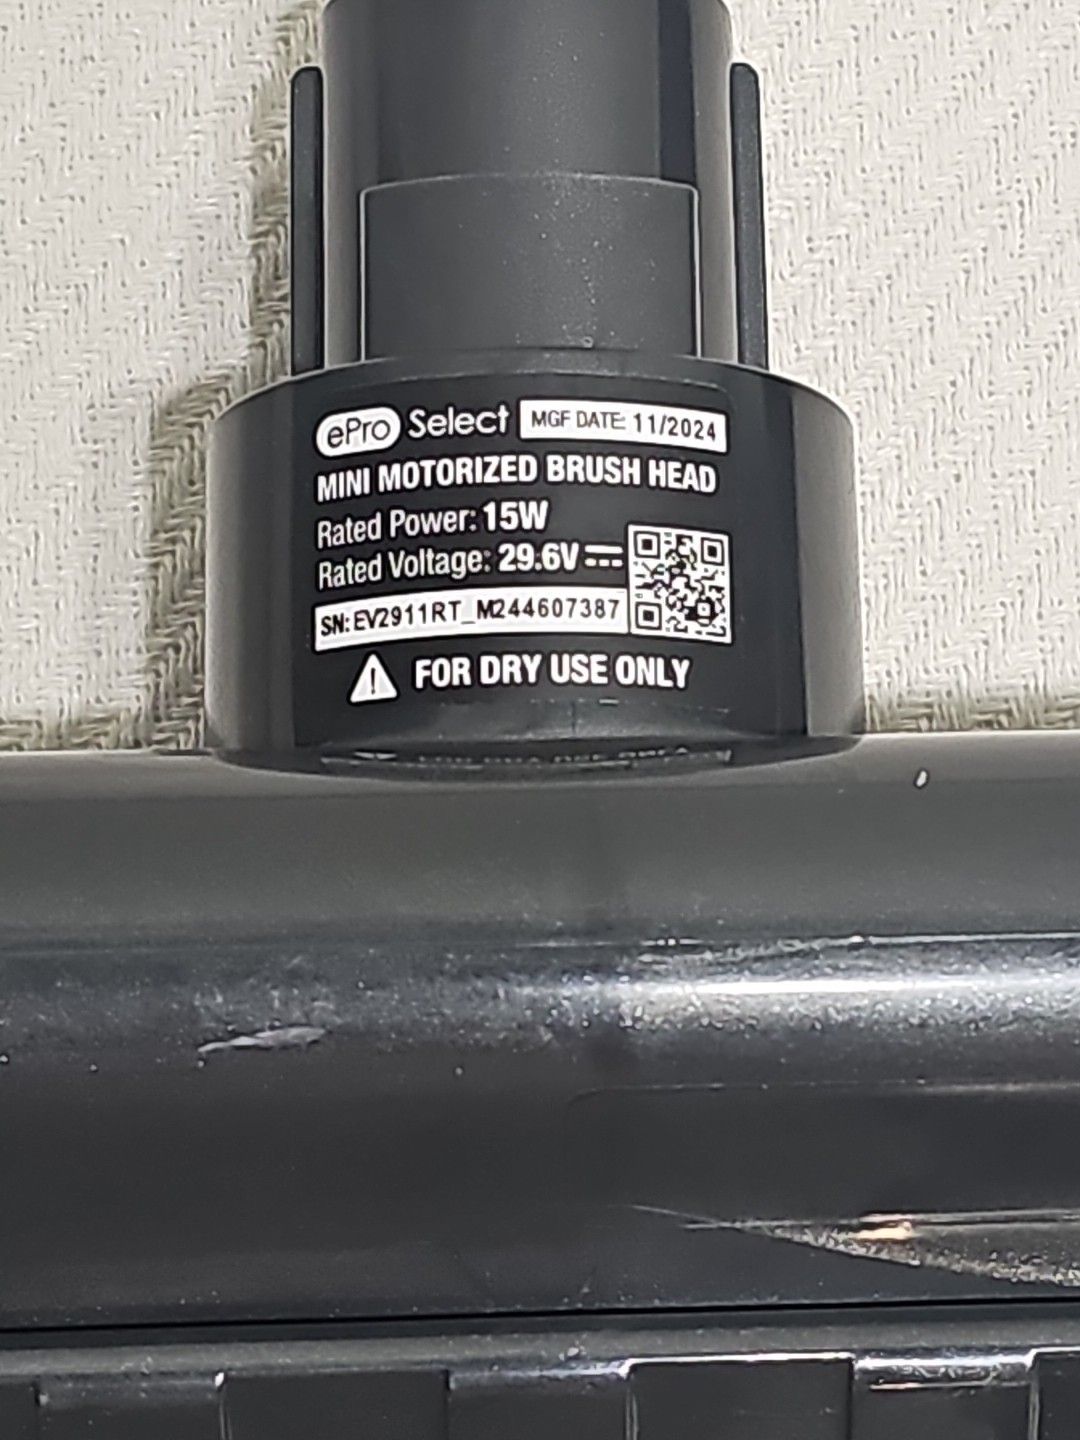 ePro Select MGF DATE: 11/2024
MINI MOTORIZED BRUSH HEAD
Rated Power: 15W
Rated Voltage: 29.6V
SN: EV2911RT_M244607387
FOR DRY USE ONLY